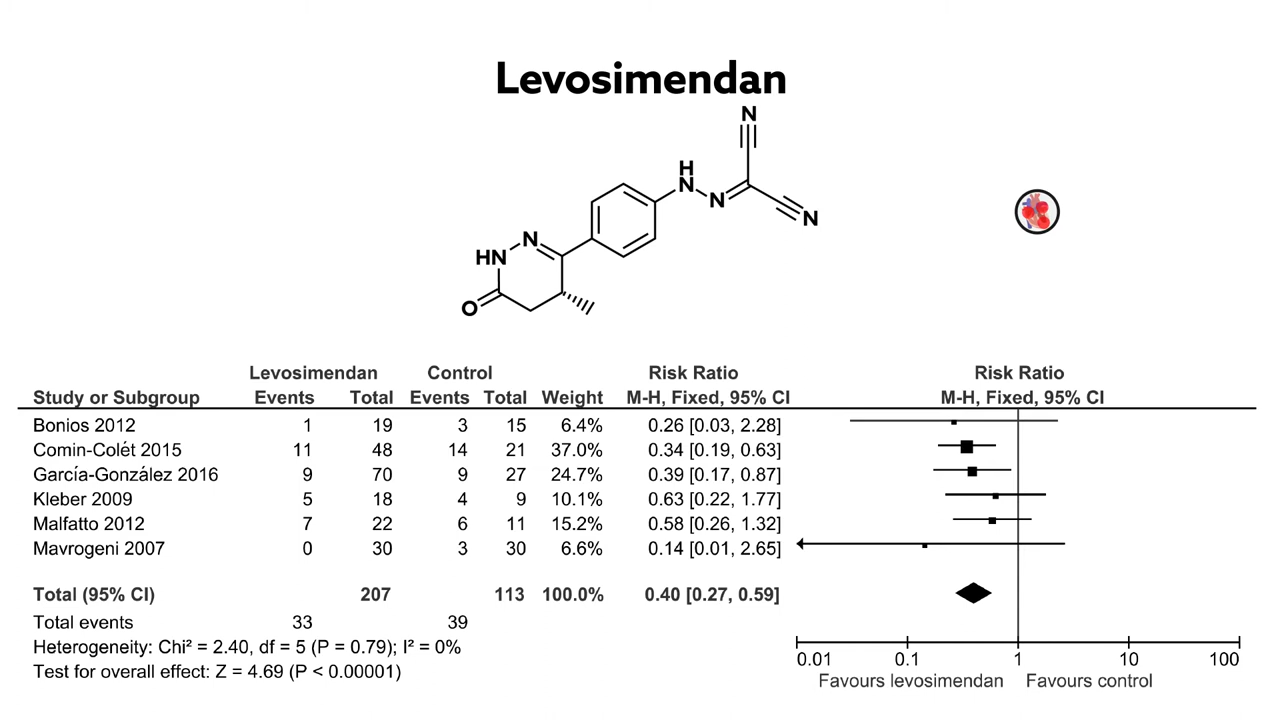 Levosimendan
N
H
N
N
N
N
HN
O
Levosimendan Control Risk Ratio Risk Ratio
Study or Subgroup Events Total Events Total Weight M-H, Fixed, 95% CI M-H, Fixed, 95% CI
Bonios 2012 1 19 3 15 6.4% 0.26 [0.03, 2.28]
Comin-Colét 2015 11 48 14 21 37.0% 0.34 [0.19, 0.63]
García-González 2016 9 70 9 27 24.7% 0.39 [0.17, 0.87]
Kleber 2009 5 18 4 9 10.1% 0.63 [0.22, 1.77]
Malfatto 2012 7 22 6 11 15.2% 0.58 [0.26, 1.32]
Mavrogeni 2007 0 30 3 30 6.6% 0.14 [0.01, 2.65]
Total (95% CI) 207 113 100.0% 0.40 [0.27, 0.59]
Total events 33 39
Heterogeneity: Chi² = 2.40, df = 5 (P = 0.79); I² = 0%
Test for overall effect: Z = 4.69 (P < 0.00001)
0.01 0.1 1 10 100
Favours levosimendan Favours control